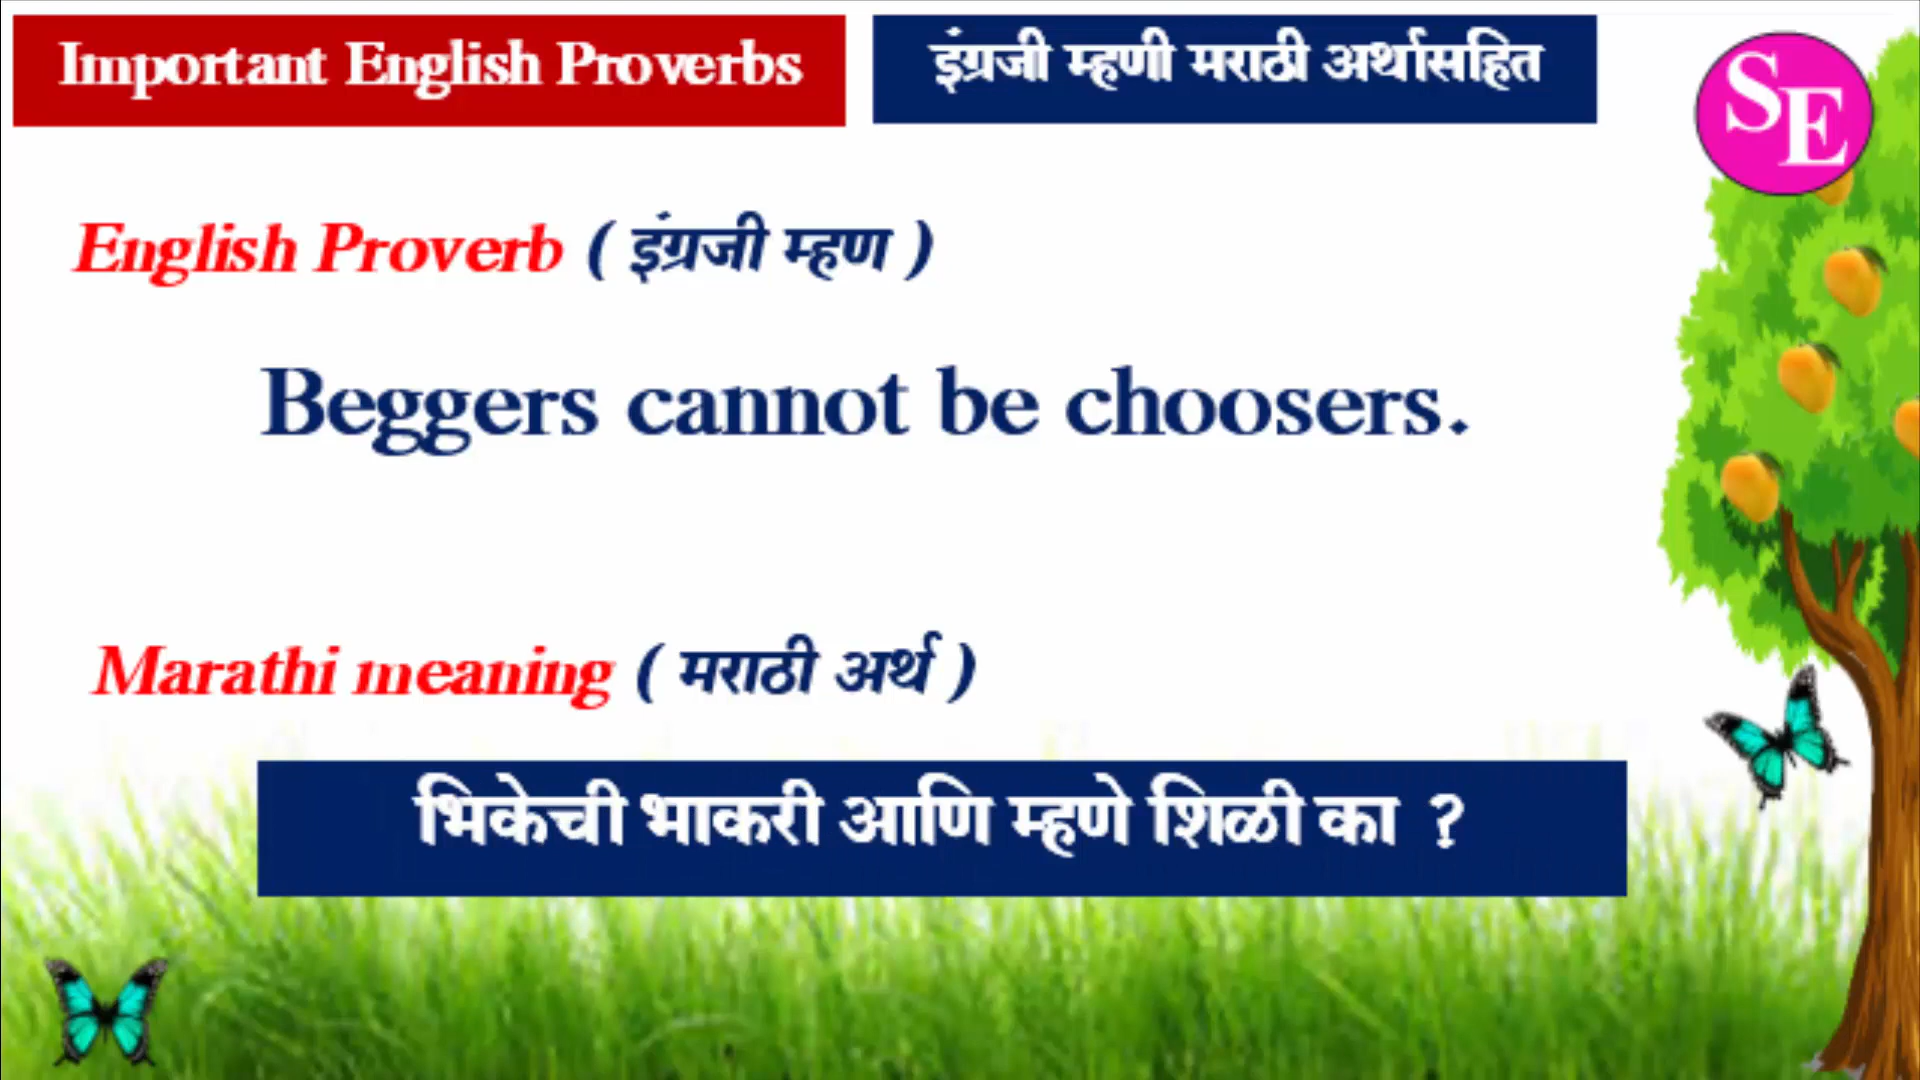 Important English Proverbs
इंग्रजी म्हणी मराठी अर्थासहित
SE
English Proverb ( इंग्रजी म्हण )
Beggers cannot be choosers.
Marathi meaning ( मराठी अर्थ )
भिकेची भाकरी आणि म्हणे शिळी का ?